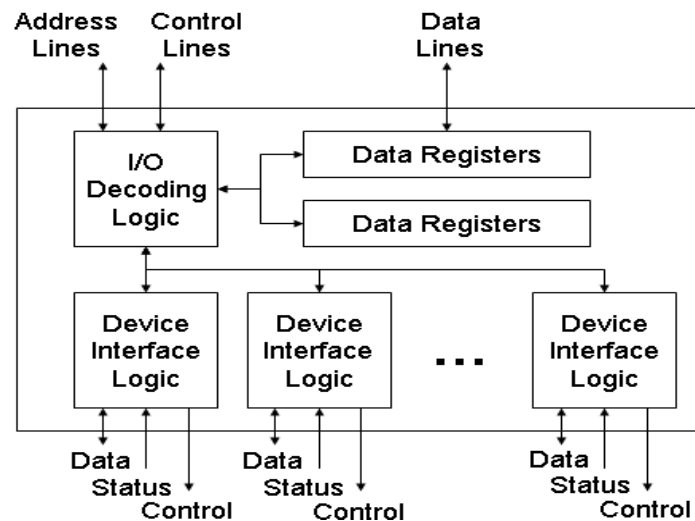 Address
Lines
Control
Lines
Data
Lines
I/O
Decoding
Logic
Data Registers
Data Registers
Device
Interface
Logic
Device
Interface
Logic
...
Device
Interface
Logic
Data
Status
Control
Data
Status
Control
Data
Status
Control